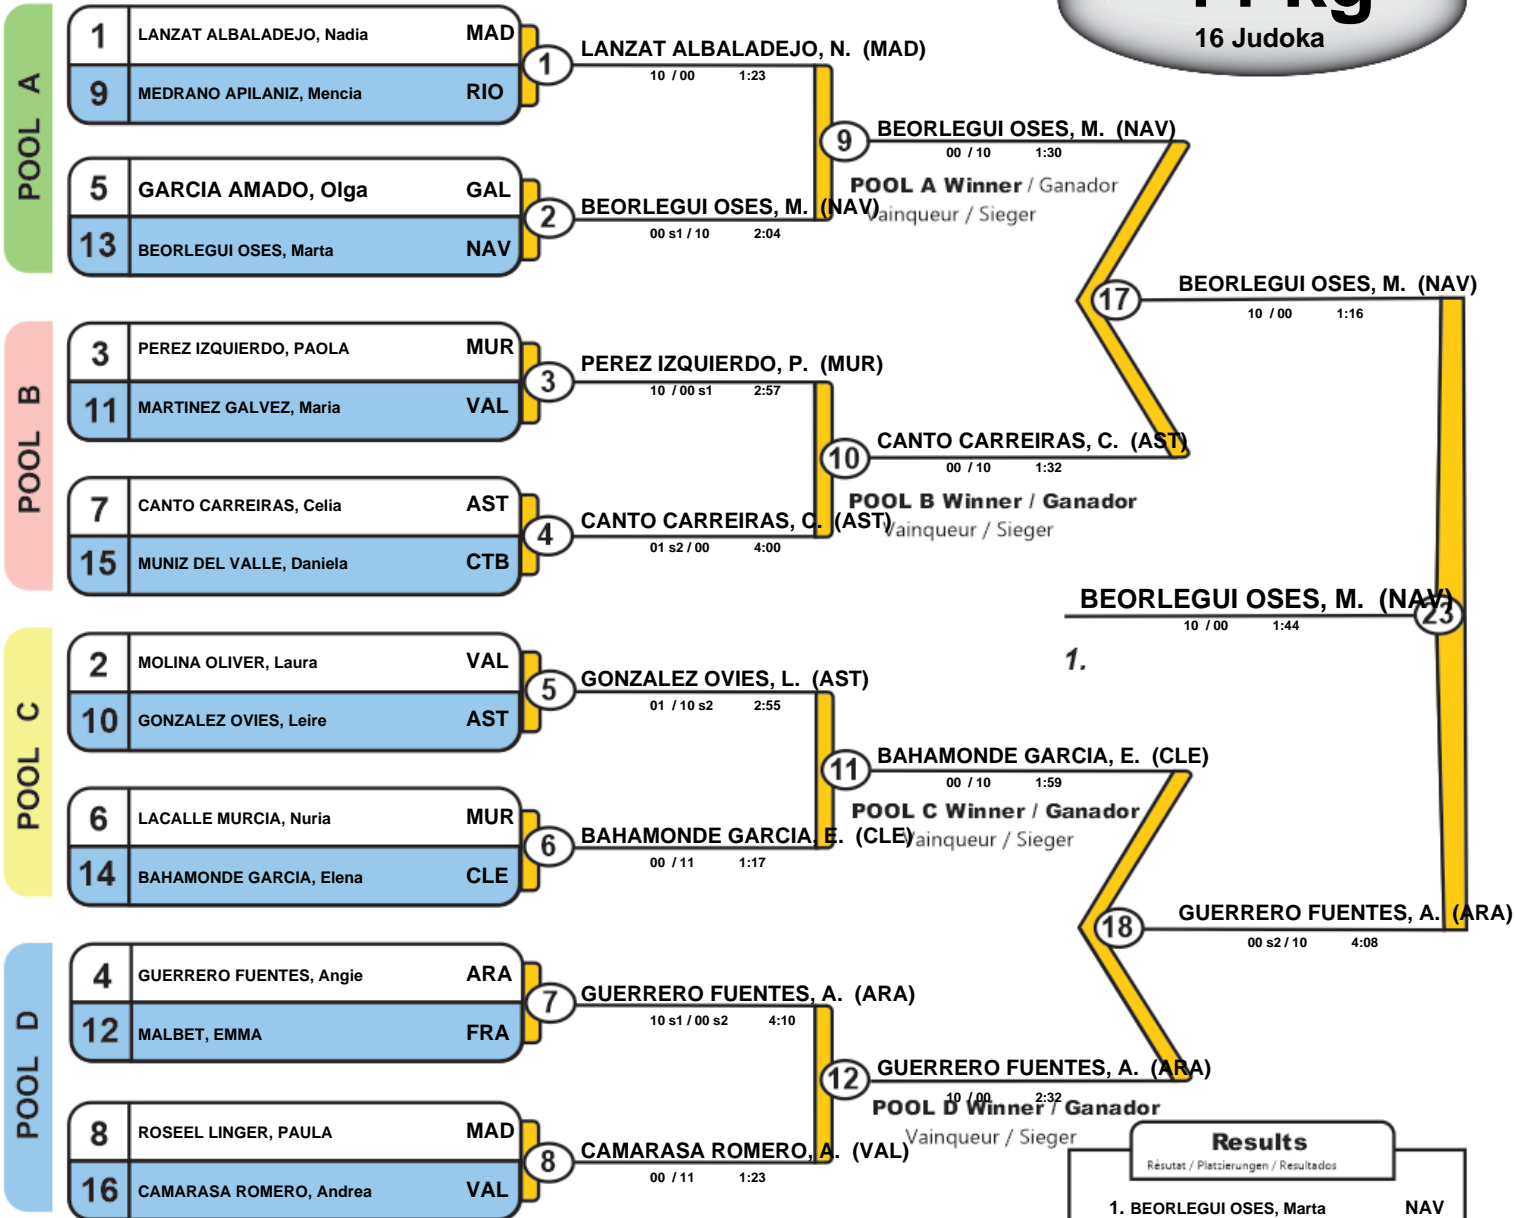 16 Judoka
POOL A
1 LANZAT ALBALADEJO, Nadia MAD
9 MEDRANO APILANIZ, Mencia RIO
1
LANZAT ALBALADEJO, N. (MAD)
10 / 00 1:23
5 GARCIA AMADO, Olga GAL
13 BEORLEGUI OSES, Marta NAV
2
BEORLEGUI OSES, M. (NAV)
00 s1 / 10 2:04
9
BEORLEGUI OSES, M. (NAV)
00 / 10 1:30
POOL A Winner / Ganador
Vainqueur / Sieger
POOL B
3 PEREZ IZQUIERDO, PAOLA MUR
11 MARTINEZ GALVEZ, Maria VAL
3
PEREZ IZQUIERDO, P. (MUR)
10 / 00 s1 2:57
7 CANTO CARREIRAS, Celia AST
15 MUNIZ DEL VALLE, Daniela CTB
4
CANTO CARREIRAS, C. (AST)
01 s2 / 00 4:00
10
CANTO CARREIRAS, C. (AST)
00 / 10 1:32
POOL B Winner / Ganador
Vainqueur / Sieger
17
BEORLEGUI OSES, M. (NAV)
10 / 00 1:16
BEORLEGUI OSES, M. (NAV)
23
10 / 00 1:44
1.
POOL C
2 MOLINA OLIVER, Laura VAL
10 GONZALEZ OVIES, Leire AST
5
GONZALEZ OVIES, L. (AST)
01 / 10 s2 2:55
6 LACALLE MURCIA, Nuria MUR
14 BAHAMONDE GARCIA, Elena CLE
6
BAHAMONDE GARCIA, E. (CLE)
00 / 11 1:17
11
BAHAMONDE GARCIA, E. (CLE)
00 / 10 1:59
POOL C Winner / Ganador
Vainqueur / Sieger
18
GUERRERO FUENTES, A. (ARA)
00 s2 / 10 4:08
POOL D
4 GUERRERO FUENTES, Angie ARA
12 MALBET, EMMA FRA
7
GUERRERO FUENTES, A. (ARA)
10 s1 / 00 s2 4:10
8 ROSEEL LINGER, PAULA MAD
16 CAMARASA ROMERO, Andrea VAL
8
CAMARASA ROMERO, A. (VAL)
00 / 11 1:23
12
GUERRERO FUENTES, A. (ARA)
10 / 00 2:32
POOL D Winner / Ganador
Vainqueur / Sieger
Results
Résutat / Platzierungen / Resultados
1. BEORLEGUI OSES, Marta NAV